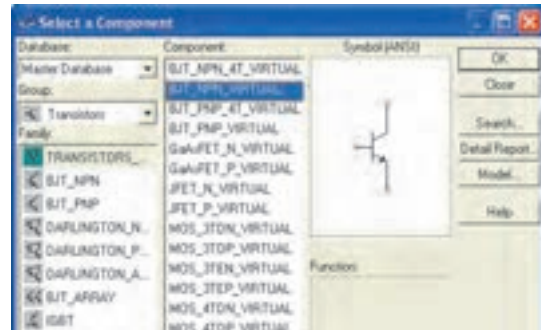 Select a Component
Database:
Master Database
Group:
Transistors
Family:
TRANSISTORS_
BJT_NPN
BJT_PNP
DARLINGTON_N...
DARLINGTON_P...
DARLINGTON_A...
BJT_ARRAY
IGBT
Component:
BJT_NPN_4T_VIRTUAL
BJT_NPN_VIRTUAL
BJT_PNP_4T_VIRTUAL
BJT_PNP_VIRTUAL
GaAsFET_N_VIRTUAL
GaAsFET_P_VIRTUAL
JFET_N_VIRTUAL
JFET_P_VIRTUAL
MOS_3TDN_VIRTUAL
MOS_3TDP_VIRTUAL
MOS_3TEN_VIRTUAL
MOS_3TEP_VIRTUAL
MOS_4TDN_VIRTUAL
MOS_4TDP_VIRTUAL
Symbol (ANSI)
Function:
OK
Close
Search...
Detail Report...
Model...
Help